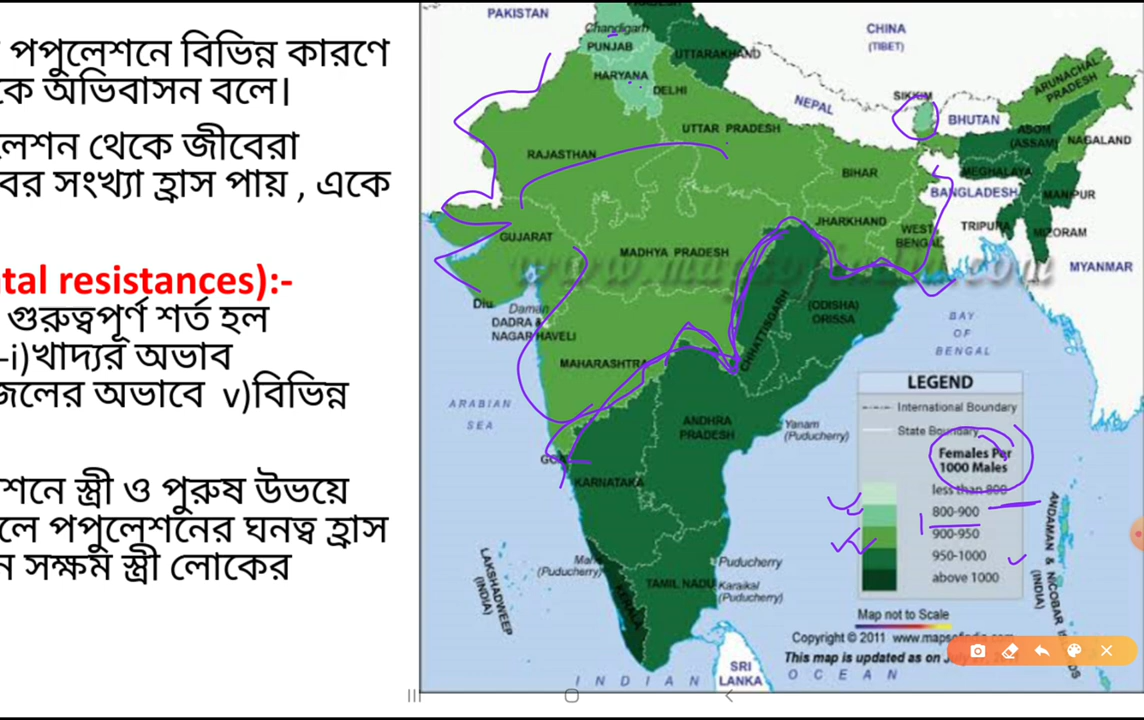 পপুলেশনে বিভিন্ন কারণে
কে অভিবাসন বলে।
লেশন থেকে জীবেরা
বের সংখ্যা হ্রাস পায় , একে
tal resistances):-
গুরুত্বপূর্ণ শর্ত হল
-i)খাদ্যর অভাব
জলের অভাবে v)বিভিন্ন
শনে স্ত্রী ও পুরুষ উভয়ে
লে পপুলেশনের ঘনত্ব হ্রাস
ন সক্ষম স্ত্রী লোকের
PAKISTAN
Chandigarh
PUNJAB
UTTARAKHAND
HARYANA
DELHI
CHINA
(TIBET)
NEPAL
SIKKIM
BHUTAN
ARUNACHAL
PRADESH
ASOM
(ASSAM)
NAGALAND
MEGHALAYA
MANIPUR
BANGLADESH
TRIPURA
MIZORAM
MYANMAR
RAJASTHAN
UTTAR PRADESH
BIHAR
JHARKHAND
WEST
BENGAL
GUJARAT
MADHYA PRADESH
Diu
Daman
DADRA &
NAGAR HAVELI
MAHARASHTRA
CHHATTISGARH
(ODISHA)
ORISSA
BAY
OF
BENGAL
ARABIAN
SEA
ANDHRA
PRADESH
Yanam
(Puducherry)
GOA
KARNATAKA
Mahe
(Puducherry)
Puducherry
TAMIL NADU
Karaikal
(Puducherry)
KERALA
LAKSHADWEEP
(INDIA)
SRI
LANKA
INDIAN OCEAN
LEGEND
International Boundary
State Boundary
Females Per
1000 Males
less than 800
800-900
900-950
950-1000
above 1000
ANDAMAN & NICOBAR
(INDIA)
Map not to Scale
Copyright © 2011 www.mapsofindia.com
This map is updated as on